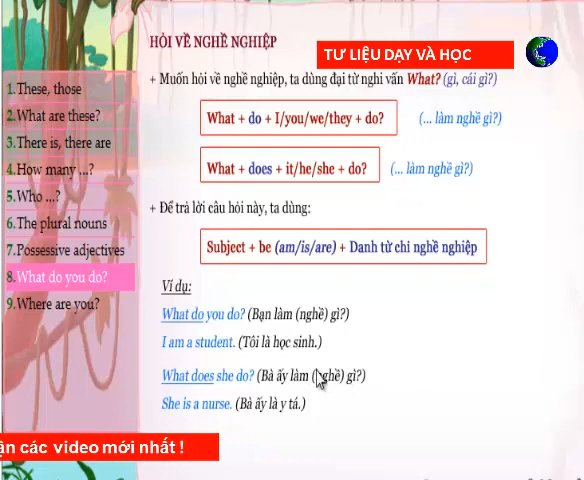 HỎI VỀ NGHỀ NGHIỆP
TƯ LIỆU DẠY VÀ HỌC
+ Muốn hỏi về nghề nghiệp, ta dùng đại từ nghi vấn What? (gì, cái gì?)
What + do + I/you/we/they + do? (... làm nghề gì?)
What + does + it/he/she + do? (... làm nghề gì?)
+ Để trả lời câu hỏi này, ta dùng:
Subject + be (am/is/are) + Danh từ chỉ nghề nghiệp
Ví dụ:
What do you do? (Bạn làm (nghề) gì?)
I am a student. (Tôi là học sinh.)
What does she do? (Bà ấy làm (nghề) gì?)
She is a nurse. (Bà ấy là y tá.)
1.These, those
2.What are these?
3.There is, there are
4.How many ...?
5.Who ...?
6.The plural nouns
7.Possessive adjectives
8.What do you do?
9.Where are you?
các video mới nhất !